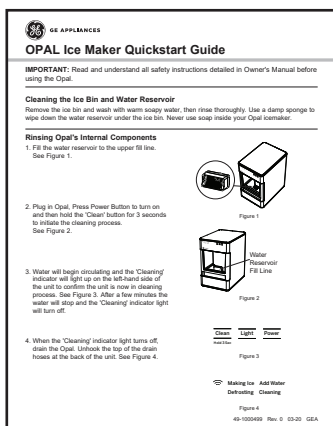 GE APPLIANCES
OPAL Ice Maker Quickstart Guide
IMPORTANT: Read and understand all safety instructions detailed in Owner's Manual before
using the Opal.
Cleaning the Ice Bin and Water Reservoir
Remove the ice bin and wash with warm soapy water, then rinse thoroughly. Use a damp sponge to
wipe down the water reservoir under the ice bin. Never use soap inside your Opal icemaker.
Rinsing Opal's Internal Components
1. Fill the water reservoir to the upper fill line.
See Figure 1.
Figure 1
2. Plug in Opal, Press Power Button to turn on
and then hold the 'Clean' button for 3 seconds
to initiate the cleaning process.
See Figure 2.
Water
Reservoir
Fill Line
Figure 2
3. Water will begin circulating and the 'Cleaning'
indicator will light up on the left-hand side of
the unit to confirm the unit is now in cleaning
process. See Figure 3. After a few minutes the
water will stop and the 'Cleaning' indicator light
will turn off.
Clean Light Power
Hold 3 Sec
Figure 3
4. When the 'Cleaning' indicator light turns off,
drain the Opal. Unhook the top of the drain
hoses at the back of the unit. See Figure 4.
Making Ice Add Water
Defrosting Cleaning
Figure 4
49-1000499 Rev. 0 03-20 GEA